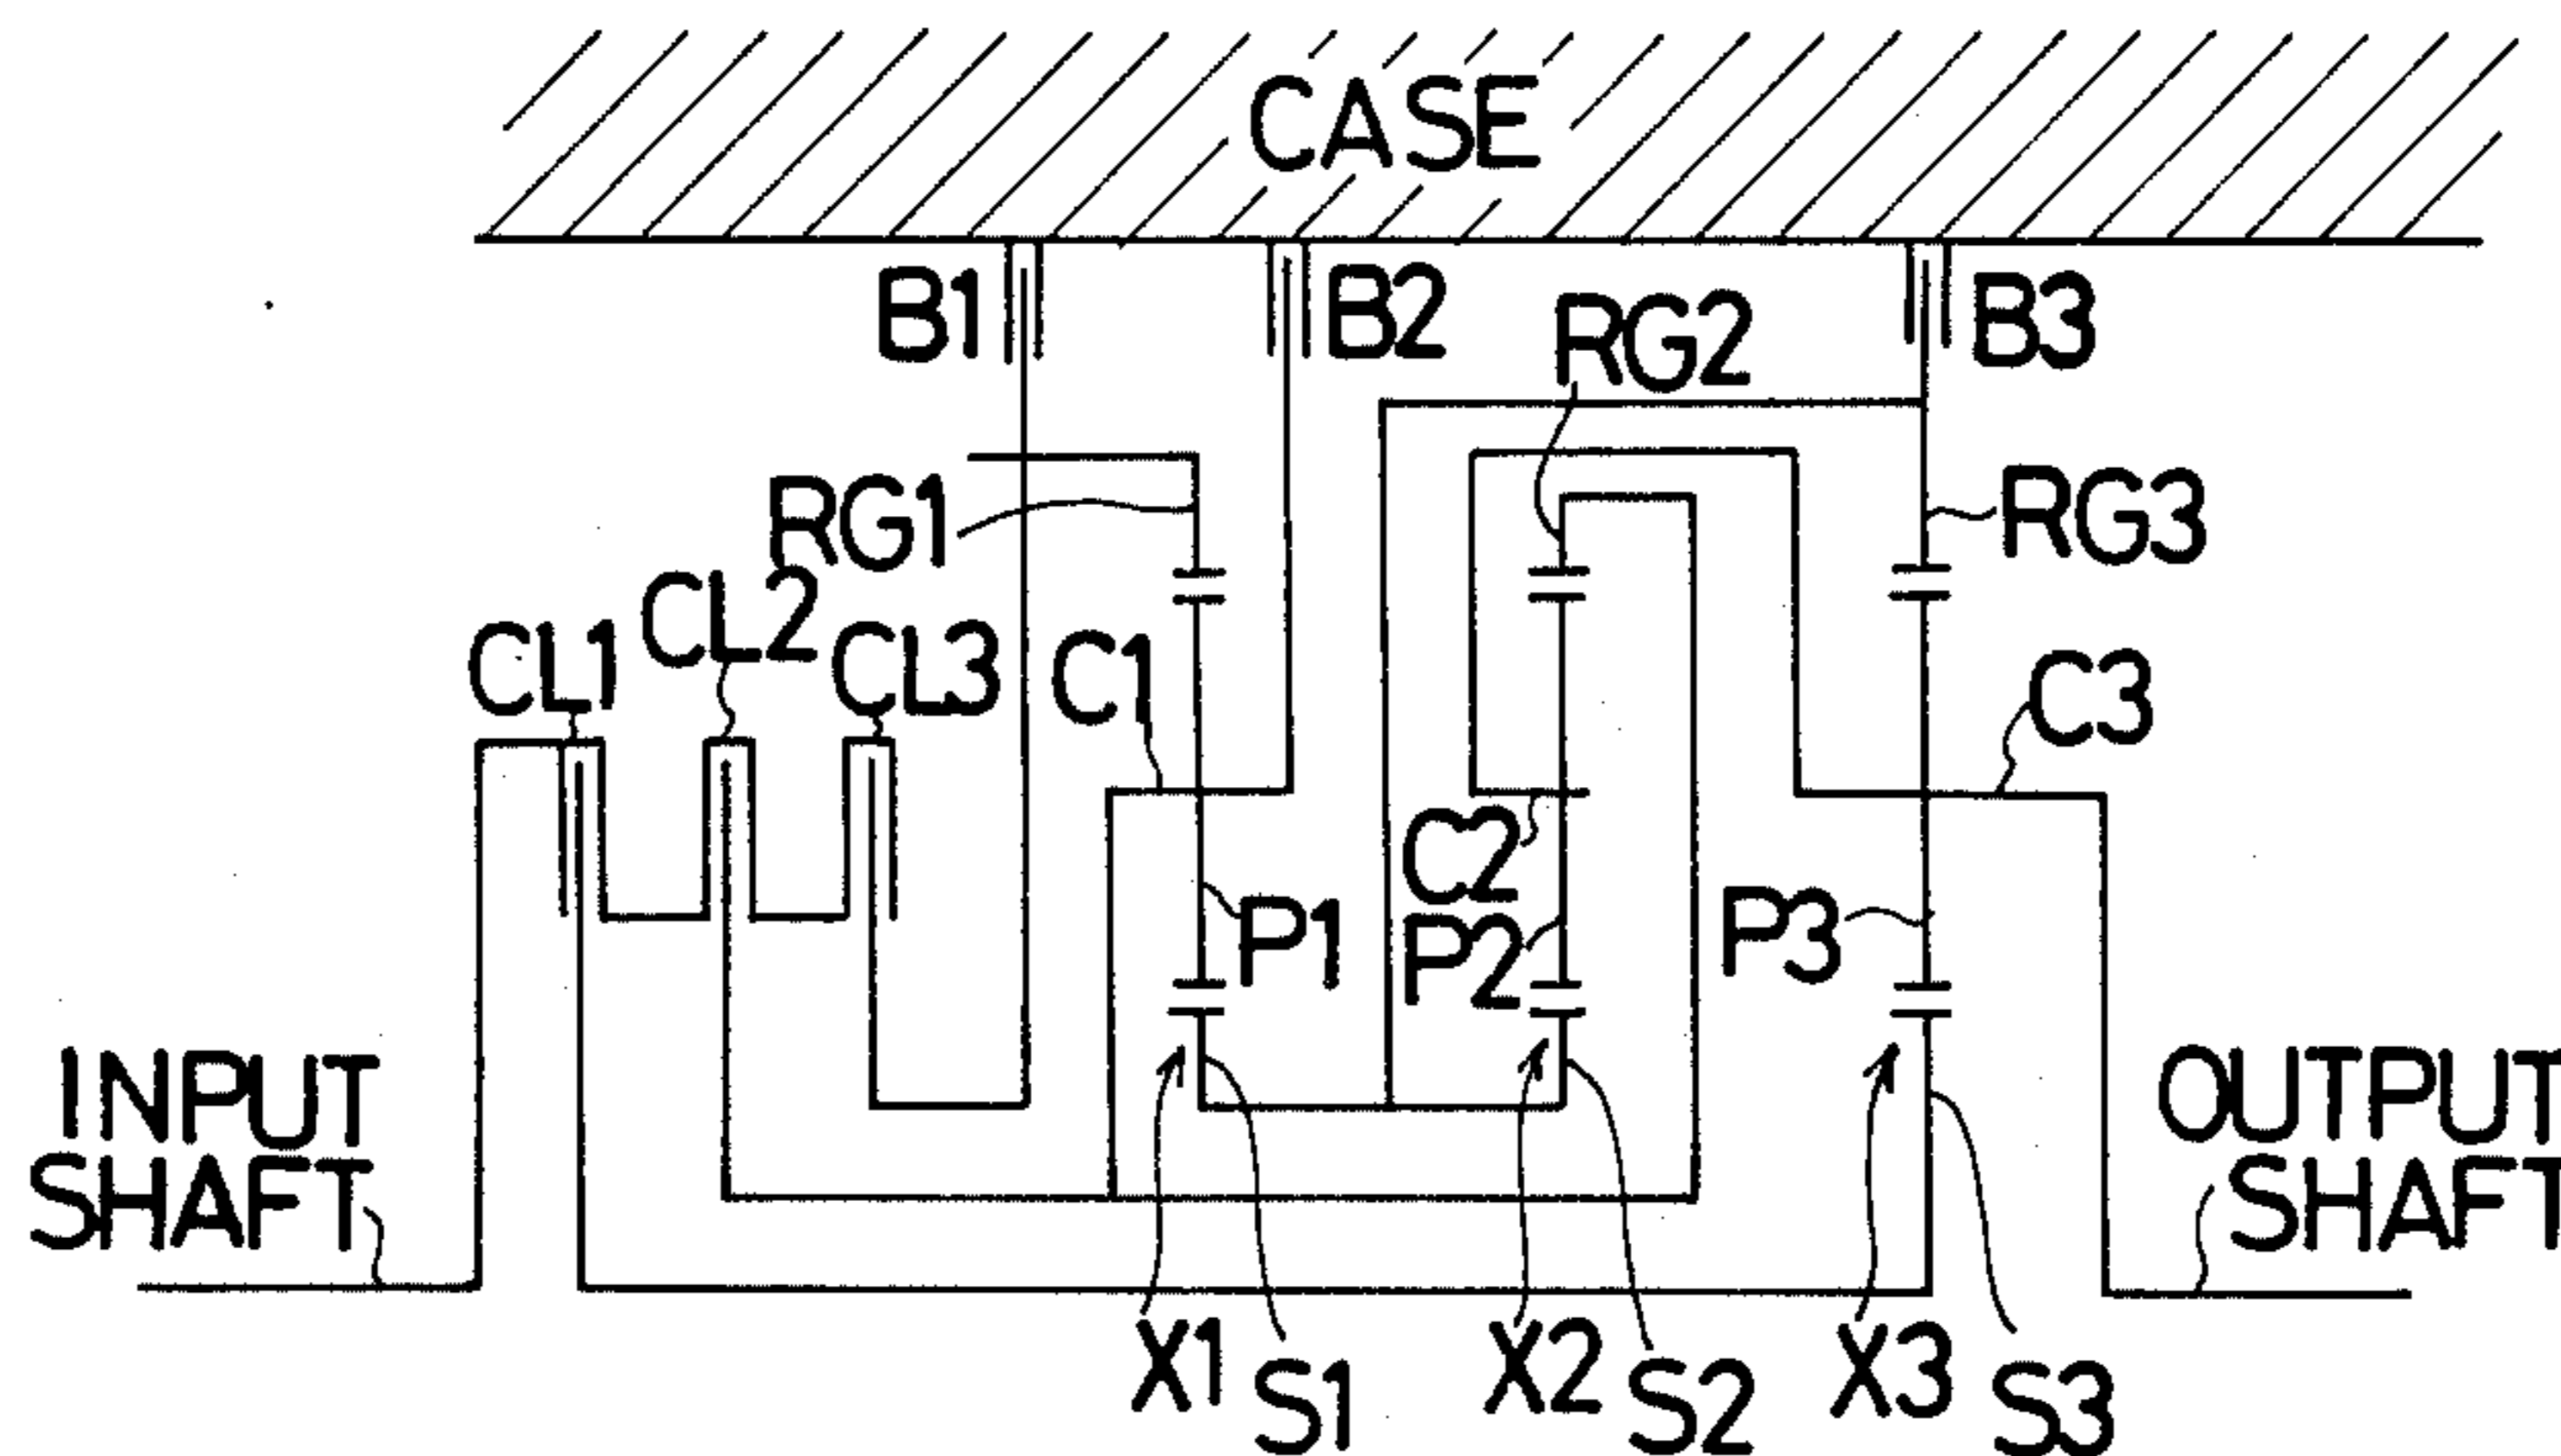 CASE
B1
B2
RG2
B3
RG1
RG3
CL1
CL2
CL3
C1
C3
C2
P1
P2
P3
INPUT
SHAFT
OUTPUT
SHAFT
X1
S1
X2
S2
X3
S3